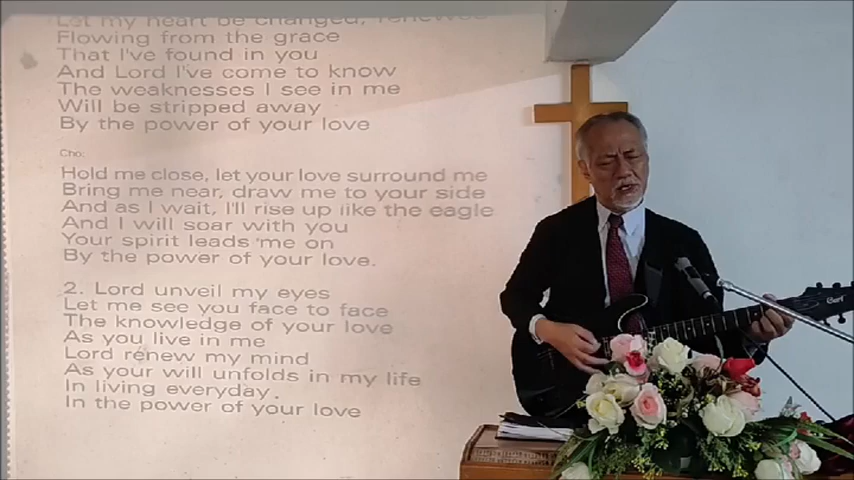 Let my heart be changed, renewed
Flowing from the grace
That I've found in you
And Lord I've come to know
The weaknesses I see in me
Will be stripped away
By the power of your love
Cho:
Hold me close, let your love surround me
Bring me near, draw me to your side
And as I wait, I'll rise up like the eagle
And I will soar with you
Your spirit leads me on
By the power of your love.
2. Lord unveil my eyes
Let me see you face to face
The knowledge of your love
As you live in me
Lord renew my mind
As your will unfolds in my life
In living everyday.
In the power of your love